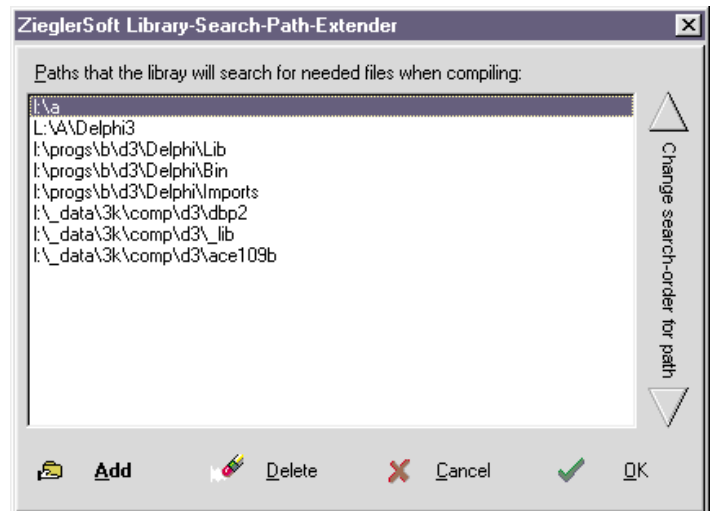 ZieglerSoft Library-Search-Path-Extender
Paths that the libray will search for needed files when compiling:
l:\a
L:\A\Delphi3
l:\progs\b\d3\Delphi\Lib
l:\progs\b\d3\Delphi\Bin
l:\progs\b\d3\Delphi\Imports
l:\_data\3k\comp\d3\dbp2
l:\_data\3k\comp\d3\_lib
l:\_data\3k\comp\d3\ace109b
Change search-order for path
Add Delete Cancel OK